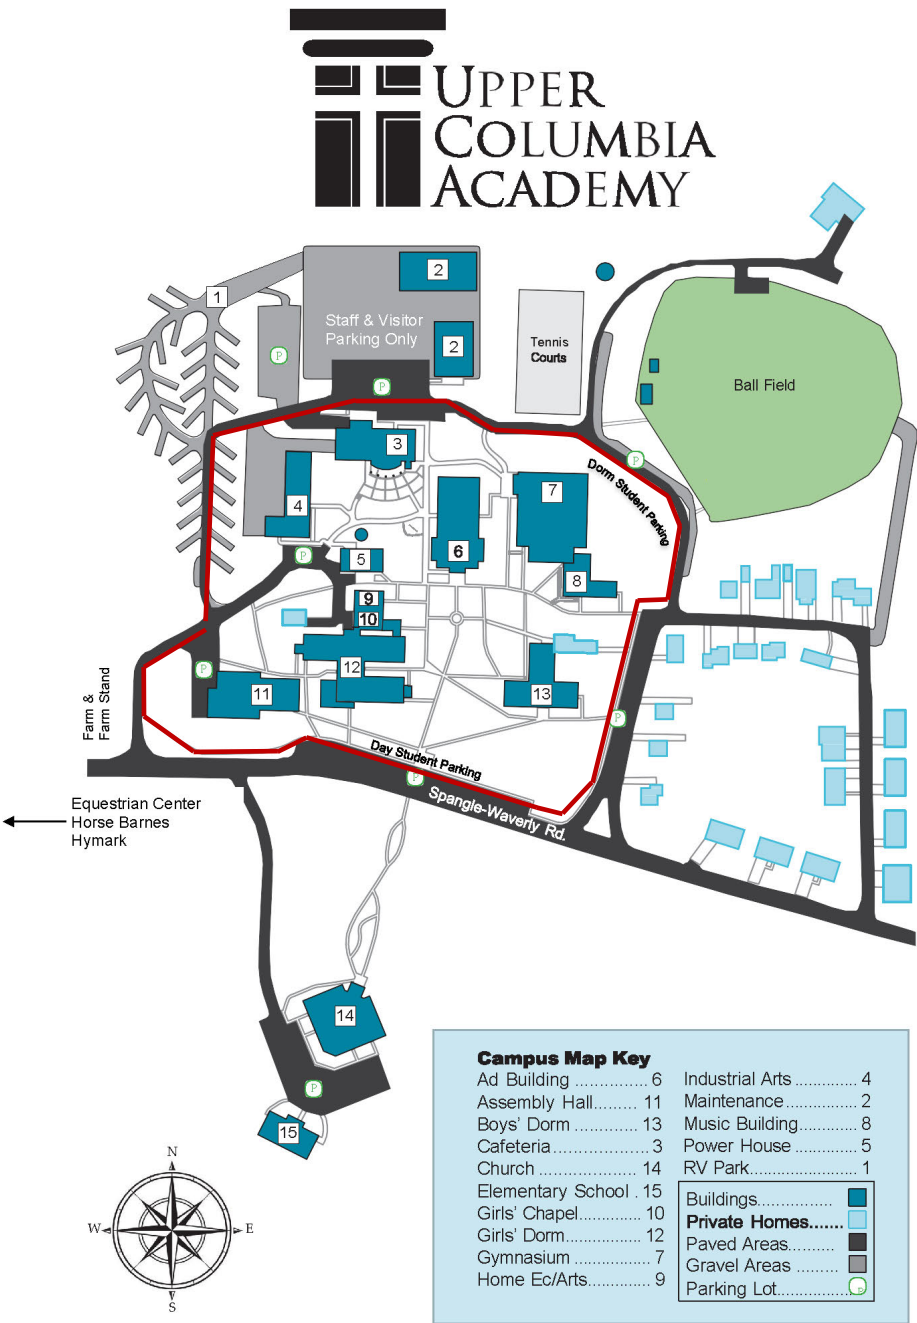 UPPER
COLUMBIA
ACADEMY
2
1
Staff & Visitor
Parking Only
2
Tennis
Courts
P
P
Ball Field
3
P
Dorm Student Parking
7
4
6
P
5
8
9
10
12
P
11
13
P
Farm &
Farm Stand
Day Student Parking
P
Spangle-Waverly Rd.
Equestrian Center
Horse Barnes
Hymark
14
P
15
N
W
E
S
Campus Map Key
Ad Building ............... 6
Assembly Hall......... 11
Boys' Dorm .............. 13
Cafeteria .................... 3
Church .................... 14
Elementary School . 15
Girls' Chapel............. 10
Girls' Dorm................ 12
Gymnasium ................ 7
Home Ec/Arts............. 9
Industrial Arts ............. 4
Maintenance............... 2
Music Building............ 8
Power House ............. 5
RV Park...................... 1
Buildings................
Private Homes.......
Paved Areas..........
Gravel Areas .........
Parking Lot................
P